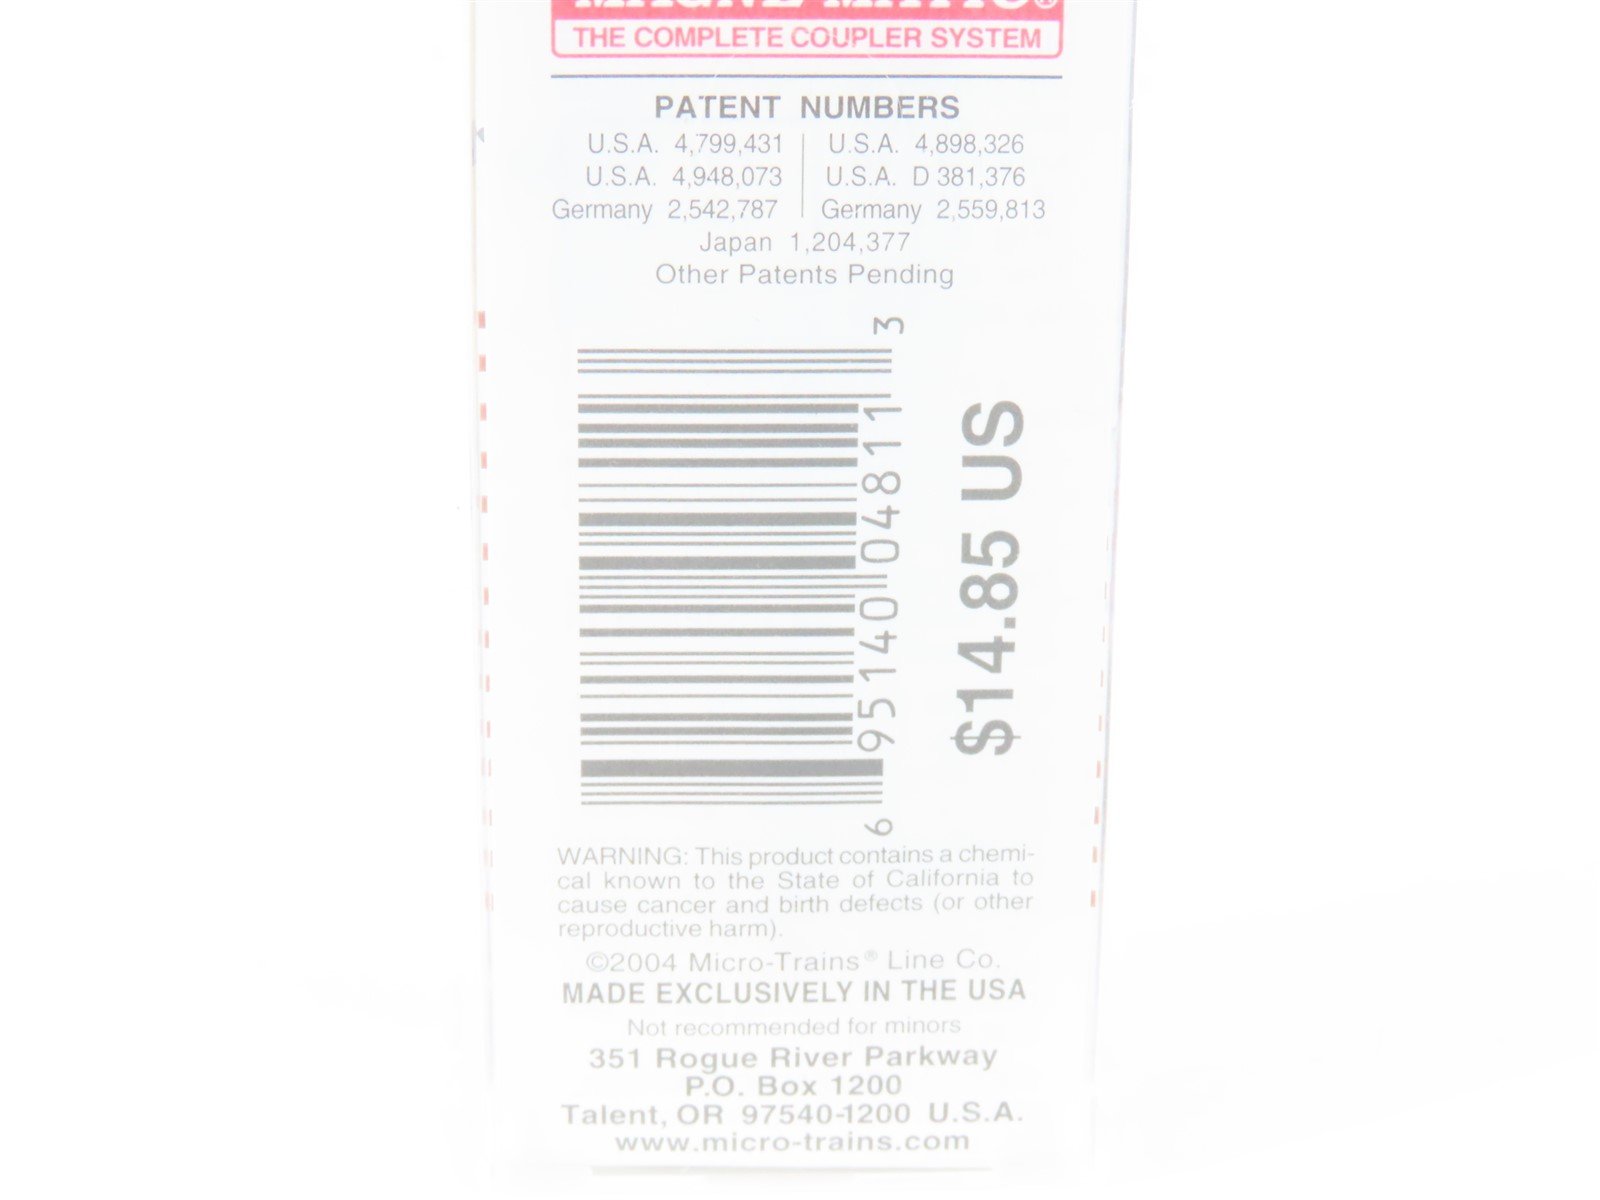 MAGNE-MATIC®
THE COMPLETE COUPLER SYSTEM
PATENT NUMBERS
U.S.A. 4,799,431 U.S.A. 4,898,326
U.S.A. 4,948,073 U.S.A. D 381,376
Germany 2,542,787 Germany 2,559,813
Japan 1,204,377
Other Patents Pending
6 95140 04811 3
$14.85 US
WARNING: This product contains a chemi-
cal known to the State of California to
cause cancer and birth defects (or other
reproductive harm).
©2004 Micro-Trains® Line Co.
MADE EXCLUSIVELY IN THE USA
Not recommended for minors
351 Rogue River Parkway
P.O. Box 1200
Talent, OR 97540-1200 U.S.A.
www.micro-trains.com